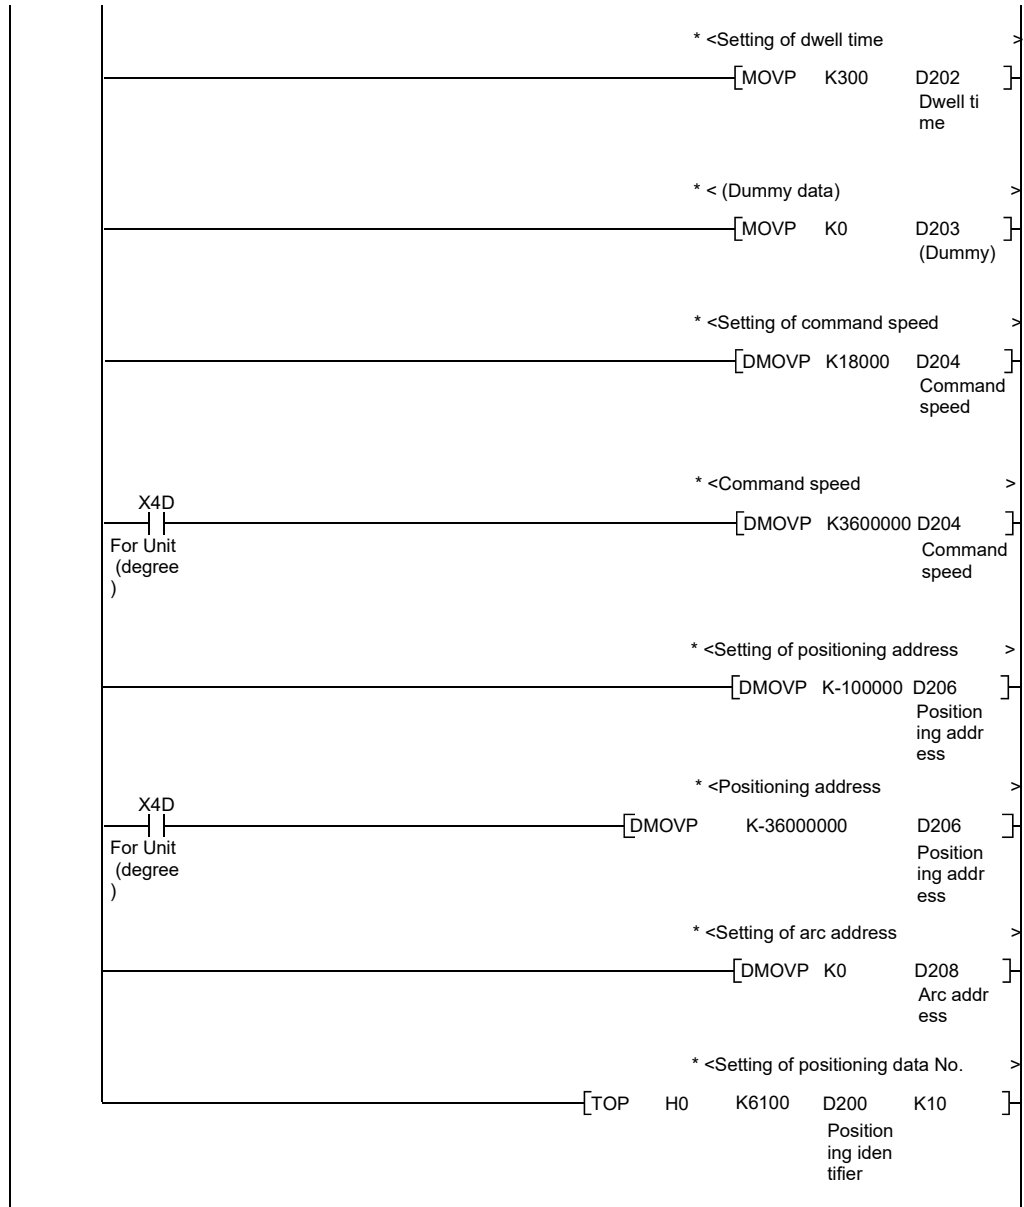 * <Setting of dwell time >
[MOVP K300 D202 ]
Dwell ti
me
* < (Dummy data) >
[MOVP K0 D203 ]
(Dummy)
* <Setting of command speed >
[DMOVP K18000 D204 ]
Command
speed
* <Command speed >
X4D
[DMOVP K3600000 D204 ]
For Unit
(degree
)
Command
speed
* <Setting of positioning address >
[DMOVP K-100000 D206 ]
Position
ing addr
ess
* <Positioning address >
X4D
[DMOVP K-36000000 D206 ]
For Unit
(degree
)
Position
ing addr
ess
* <Setting of arc address >
[DMOVP K0 D208 ]
Arc addr
ess
* <Setting of positioning data No. >
[TOP H0 K6100 D200 K10 ]
Position
ing iden
tifier